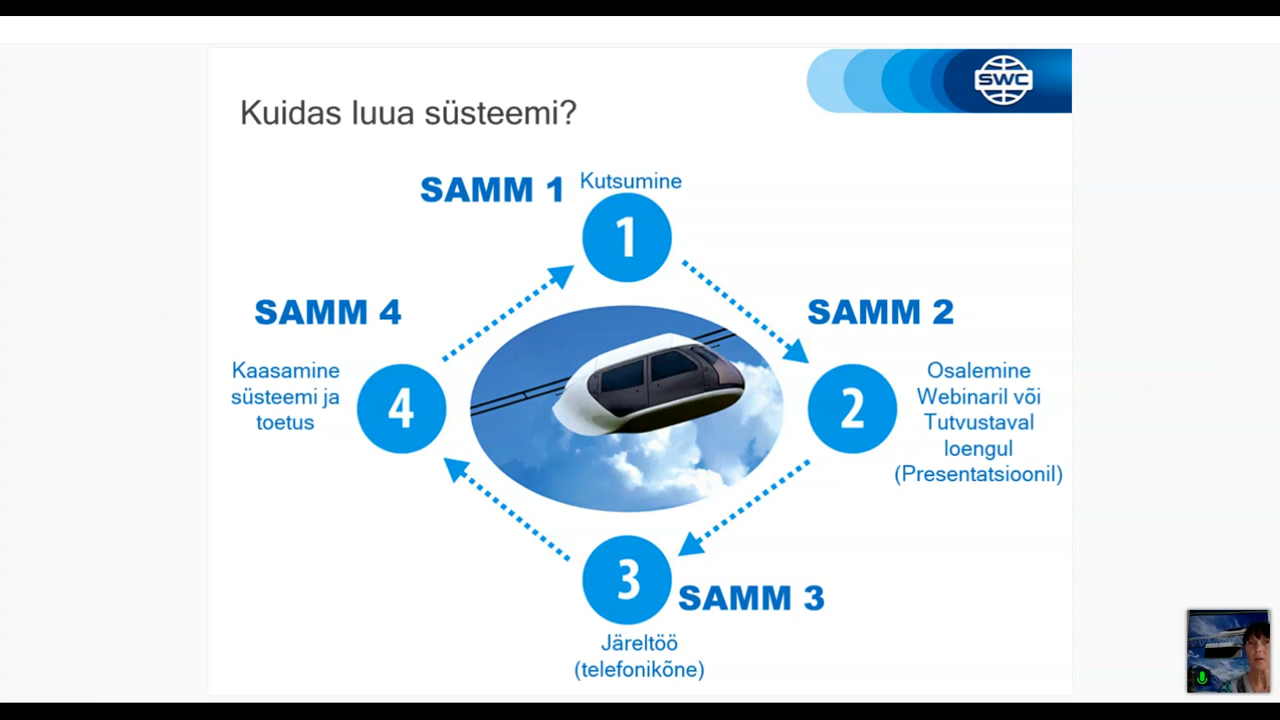 SWC
Kuidas luua süsteemi?
SAMM 1
Kutsumine
1
SAMM 2
2
Osalemine
Webinaril või
Tutvustaval
loengul
(Presentatsioonil)
3
SAMM 3
Järeltöö
(telefonikõne)
SAMM 4
Kaasamine
süsteemi ja
toetus
4